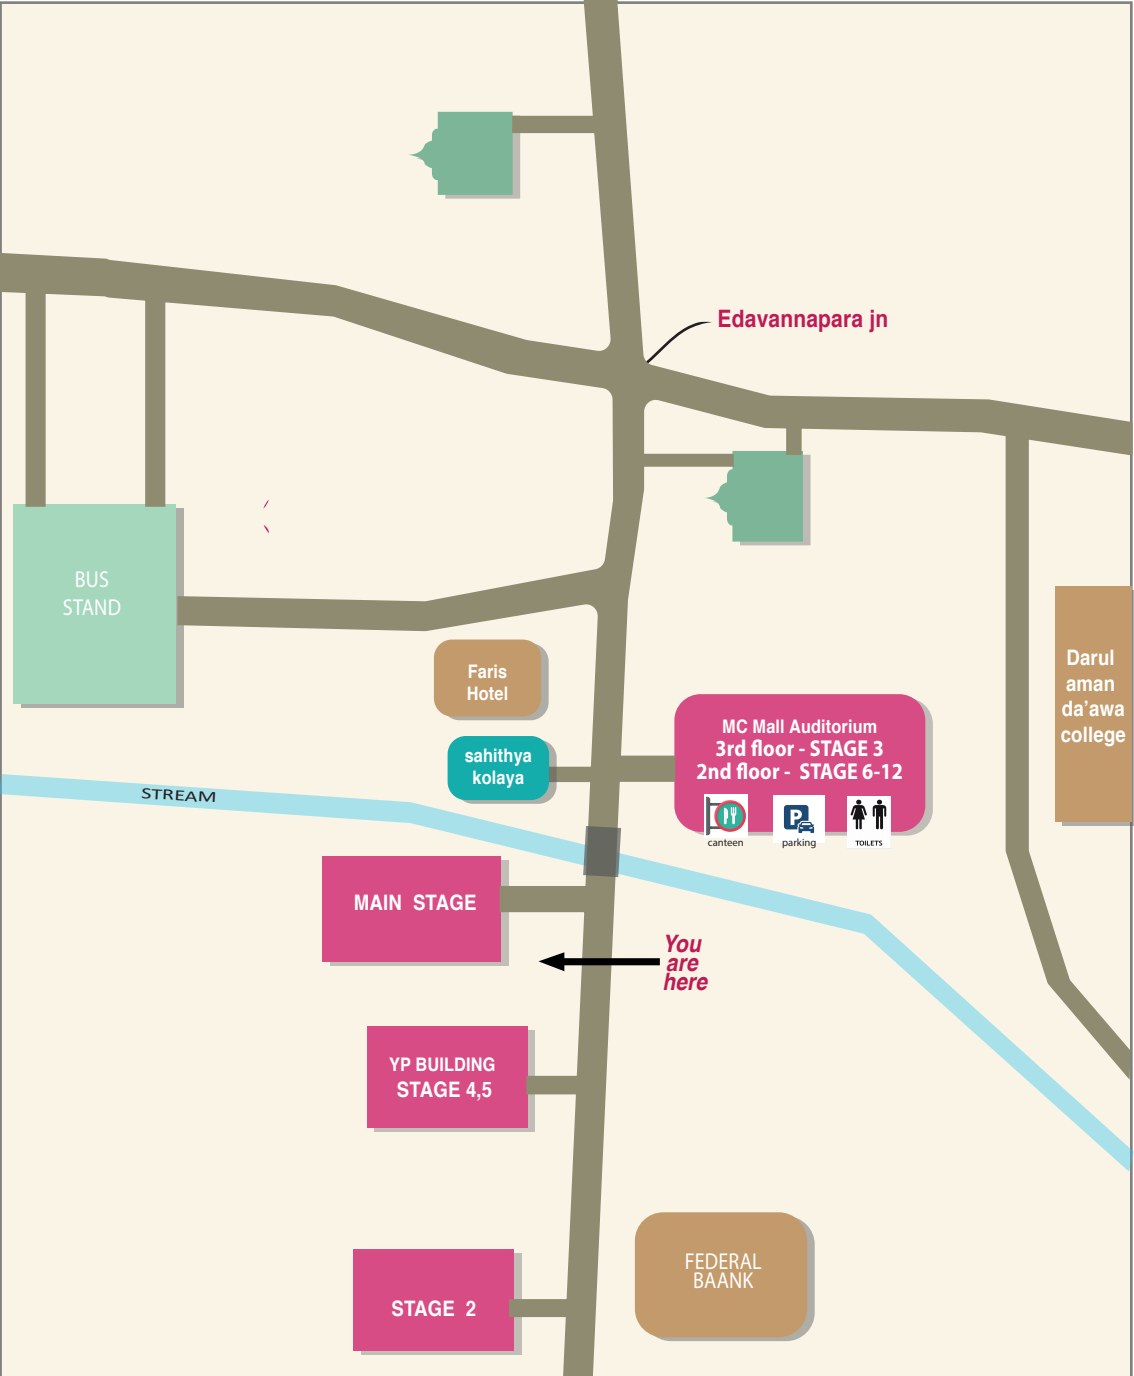 Edavannapara jn
BUS
STAND
Faris
Hotel
Darul
aman
da'awa
college
sahithya
kolaya
MC Mall Auditorium
3rd floor - STAGE 3
2nd floor - STAGE 6-12
P
canteen
parking
TOILETS
STREAM
MAIN STAGE
You
are
here
YP BUILDING
STAGE 4,5
FEDERAL
BAANK
STAGE 2